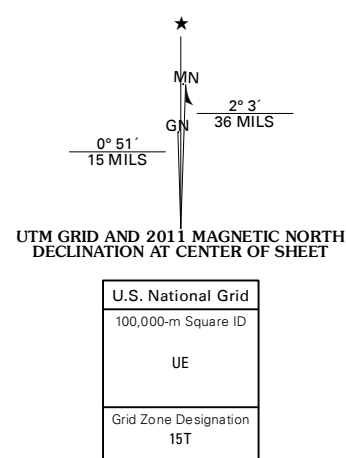 ★
MN
GN
2° 3´
36 MILS
0° 51´
15 MILS
UTM GRID AND 2011 MAGNETIC NORTH
DECLINATION AT CENTER OF SHEET
U.S. National Grid
100,000-m Square ID
UE
Grid Zone Designation
15T